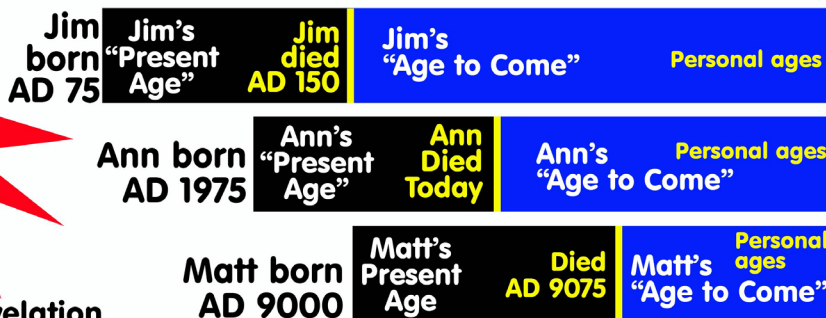 Jim
born
AD 75
Jim's
“Present
Age”
Jim
died
AD 150
Jim's
“Age to Come”
Personal ages
Ann born
AD 1975
Ann's
“Present
Age”
Ann
Died
Today
Ann's
“Age to Come”
Personal ages
Matt born
AD 9000
Matt's
Present
Age
Died
AD 9075
Matt's
“Age to Come”
Personal
ages
velation